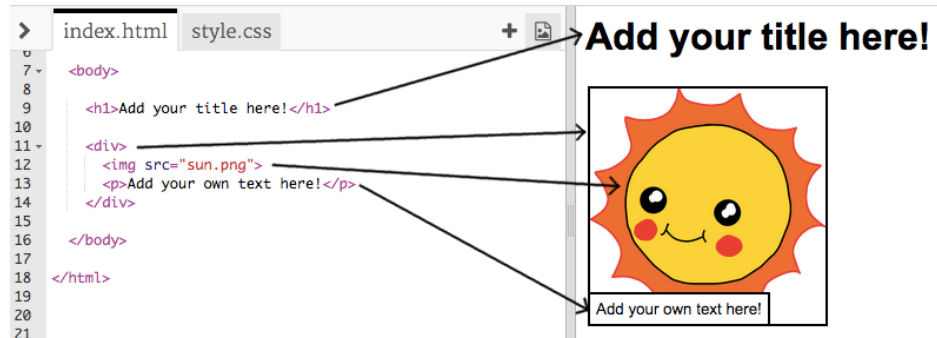 index.html style.css
Add your title here!
6
7 <body>
8
9 <h1>Add your title here!</h1>
10
11 <div>
12 <img src="sun.png">
13 <p>Add your own text here!</p>
14 </div>
15
16 </body>
17
18 </html>
19
20
21
Add your own text here!